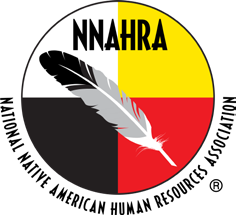 NNAHRA
NATIONAL NATIVE AMERICAN HUMAN RESOURCES ASSOCIATION
®